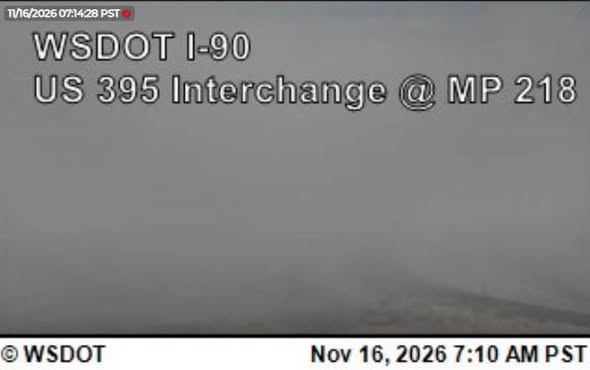 11/16/2026 07:14:28 PST
WSDOT I-90
US 395 Interchange @ MP 218
© WSDOT
Nov 16, 2026 7:10 AM PST